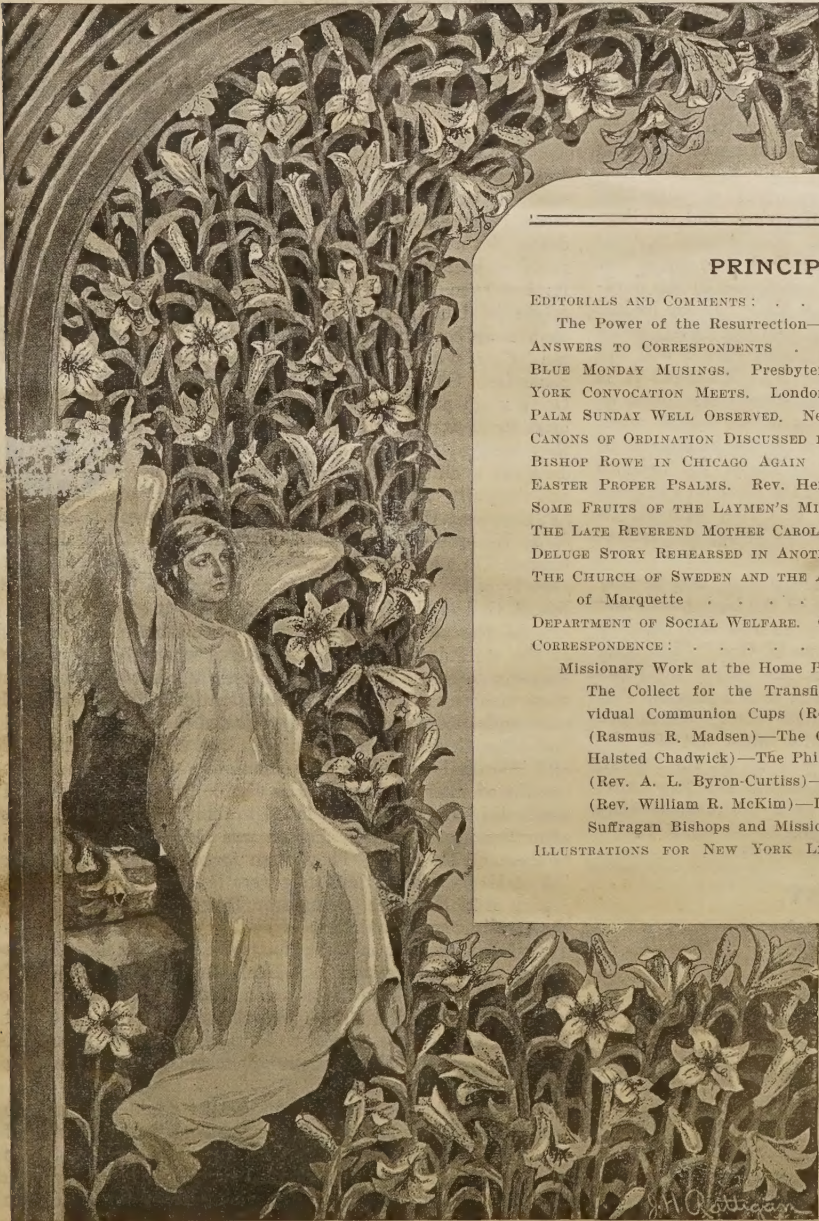 PRINCIP
EDITORIALS AND COMMENTS: . .
The Power of the Resurrection—
ANSWERS TO CORRESPONDENTS .
BLUE MONDAY MUSINGS. Presbyte
YORK CONVOCATION MEETS. Londo
PALM SUNDAY WELL OBSERVED. Ne
CANONS OF ORDINATION DISCUSSED
BISHOP ROWE IN CHICAGO AGAIN
EASTER PROPER PSALMS. Rev. He
SOME FRUITS OF THE LAYMEN'S MI
THE LATE REVEREND MOTHER CAROL
DELUGE STORY REHEARSED IN ANOT
THE CHURCH OF SWEDEN AND THE A
of Marquette . . . .
DEPARTMENT OF SOCIAL WELFARE.
CORRESPONDENCE: . . . . .
Missionary Work at the Home
The Collect for the Transfi
vidual Communion Cups (R
(Rasmus R. Madsen)—The
Halsted Chadwick)—The Phi
(Rev. A. L. Byron-Curtiss)—
(Rev. William R. McKim)—
Suffragan Bishops and Missio
ILLUSTRATIONS FOR NEW YORK L
J. H. Rattigan